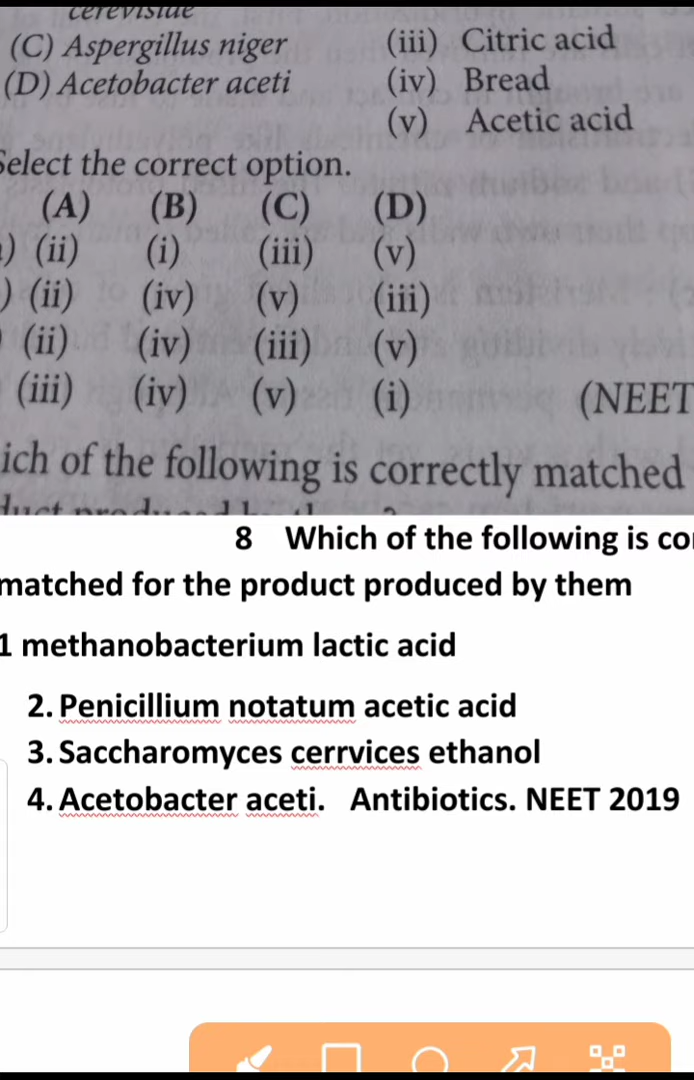 cerevisiae
(C) Aspergillus niger (iii) Citric acid
(D) Acetobacter aceti (iv) Bread
(v) Acetic acid
Select the correct option.
(A) (B) (C) (D)
) (ii) (i) (iii) (v)
) (ii) (iv) (v) (iii)
(ii) (iv) (iii) (v)
(iii) (iv) (v) (i) (NEET
ich of the following is correctly matched
8 Which of the following is co
matched for the product produced by them
1 methanobacterium lactic acid
2. Penicillium notatum acetic acid
3. Saccharomyces cerrvices ethanol
4. Acetobacter aceti. Antibiotics. NEET 2019